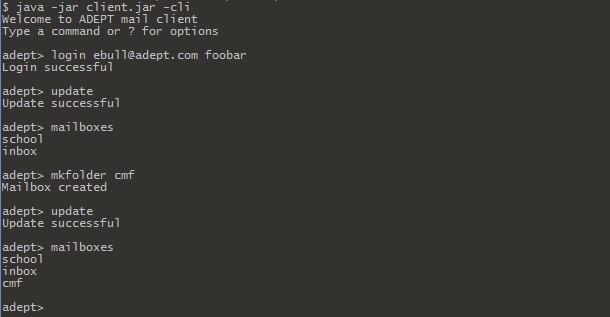 $ java -jar client.jar -cli
Welcome to ADEPT mail client
Type a command or ? for options
adept> login ebull@adept.com foobar
Login successful
adept> update
Update successful
adept> mailboxes
school
inbox
adept> mkfolder cmf
Mailbox created
adept> update
Update successful
adept> mailboxes
school
inbox
cmf
adept>